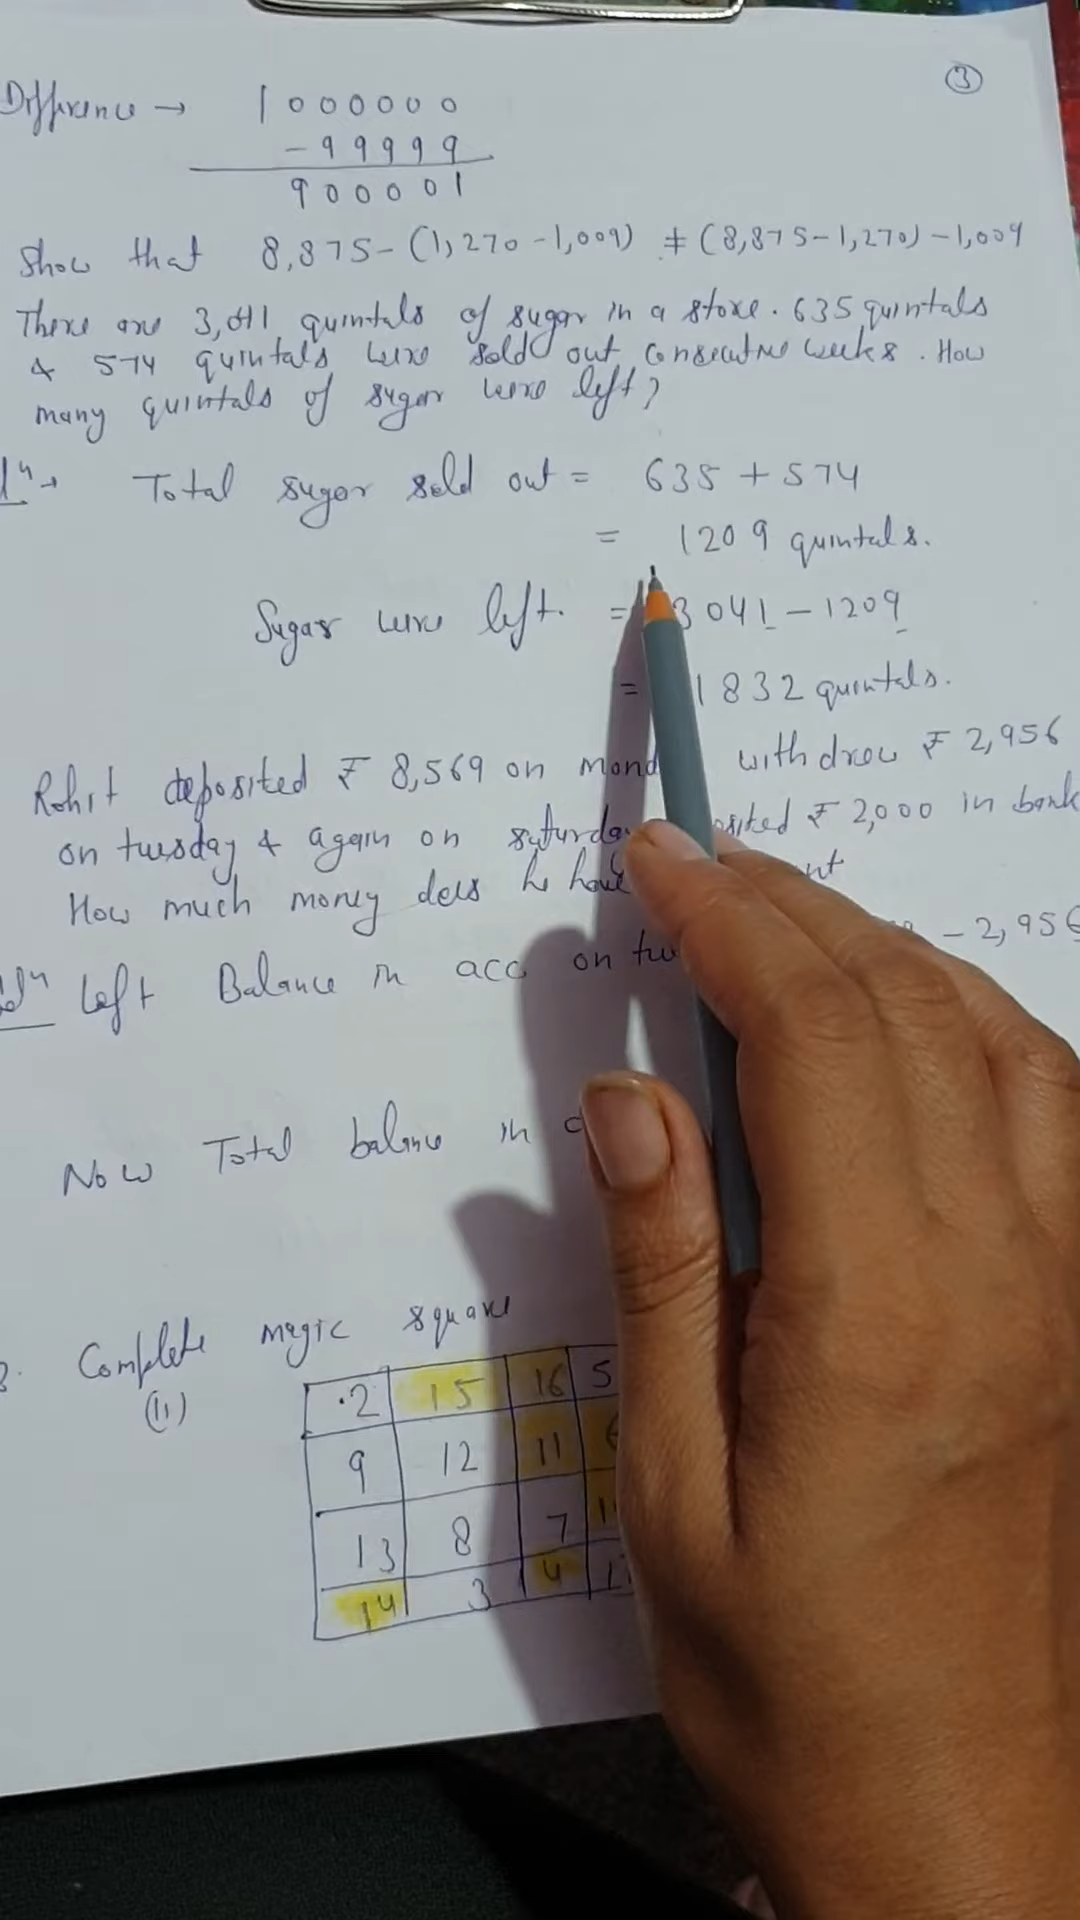 3
Difference → 1000000
- 99999
900001
Show that 8,875-(1,270-1,009) ≠ (8,875-1,270)-1,009
There are 3,041 quintals of sugar in a store. 635 quintals
& 574 quintals were sold out consecutive weeks. How
many quintals of sugar were left?
Total sugar sold out = 635 + 574
= 1209 quintals.
Sugar were left. = 3041 - 1209
= 1832 quintals.
Rohit deposited ₹ 8,569 on withdrew ₹ 2,956
on tuesday & again on ₹ 2,000 in bank
How much money does he have
Left Balance in acc on - 2,956
Now Total balance in
Complete magic square
(11)
2 15 16 5
9 12 11
13 8 7
14 3 4